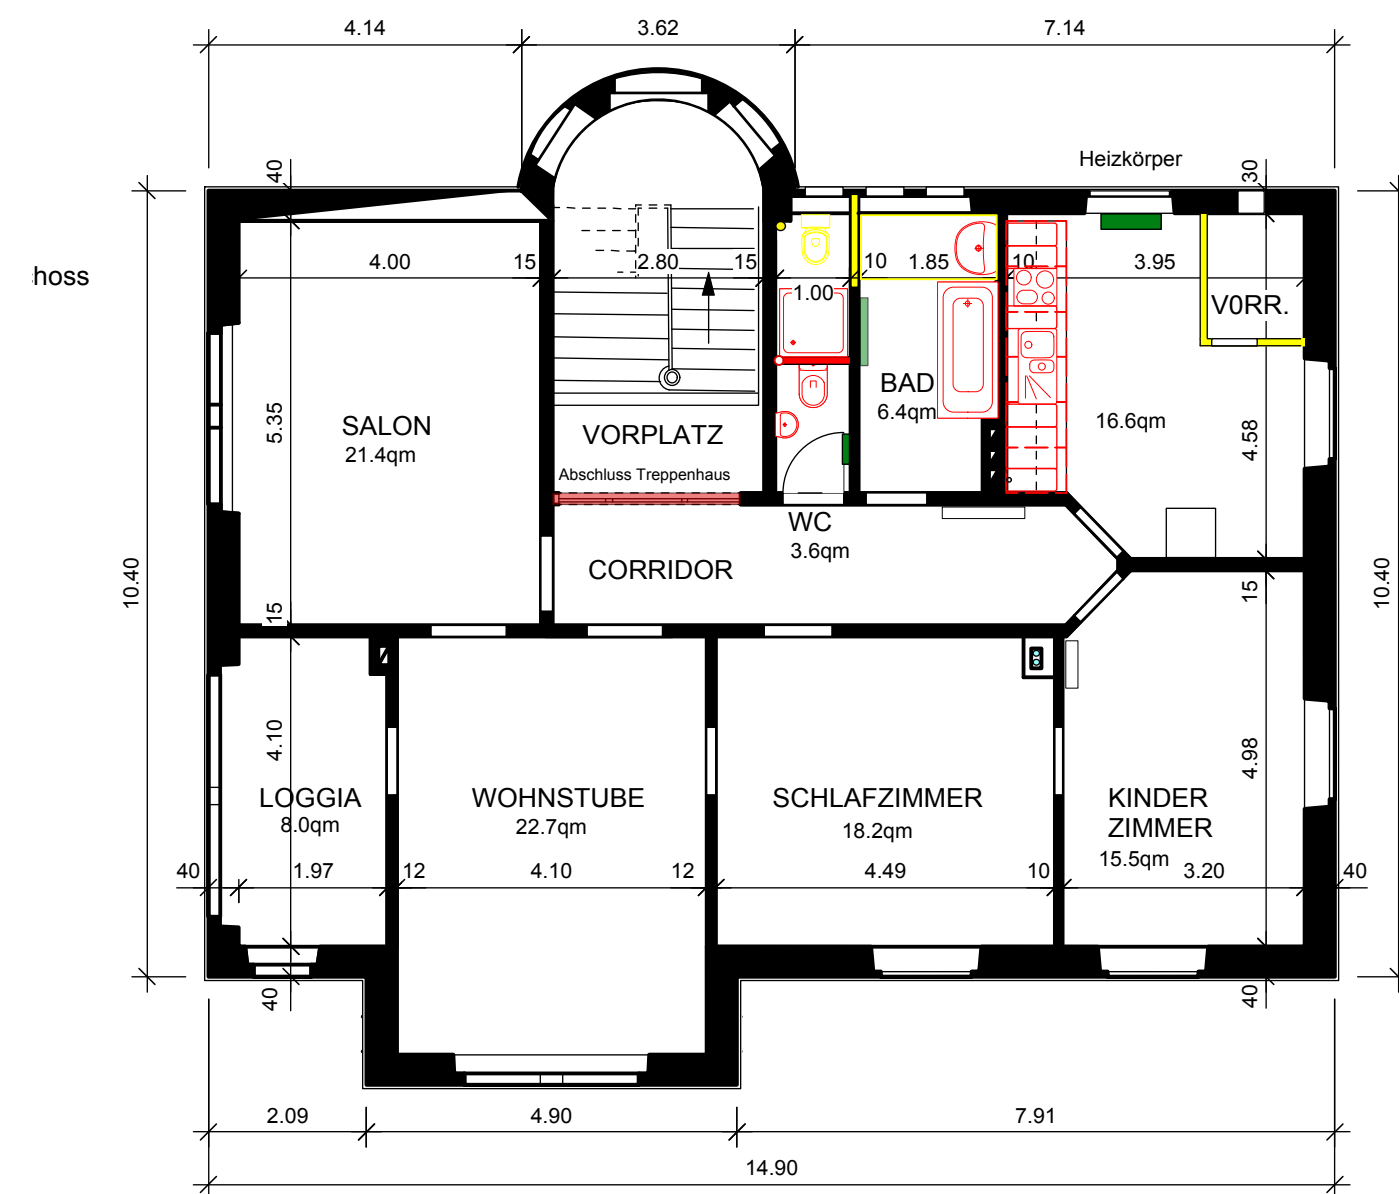 4.14
3.62
7.14
Heizkörper
40
30
hoss
4.00
15
2.80
15
10
1.85
10
3.95
1.00
V0RR.
BAD
6.4qm
5.35
SALON
21.4qm
VORPLATZ
16.6qm
4.58
Abschluss Treppenhaus
WC
3.6qm
CORRIDOR
10.40
10.40
15
15
4.10
4.98
LOGGIA
8.0qm
WOHNSTUBE
22.7qm
SCHLAFZIMMER
18.2qm
KINDER
ZIMMER
15.5qm
40
1.97
12
4.10
12
4.49
10
3.20
40
40
40
2.09
4.90
7.91
14.90